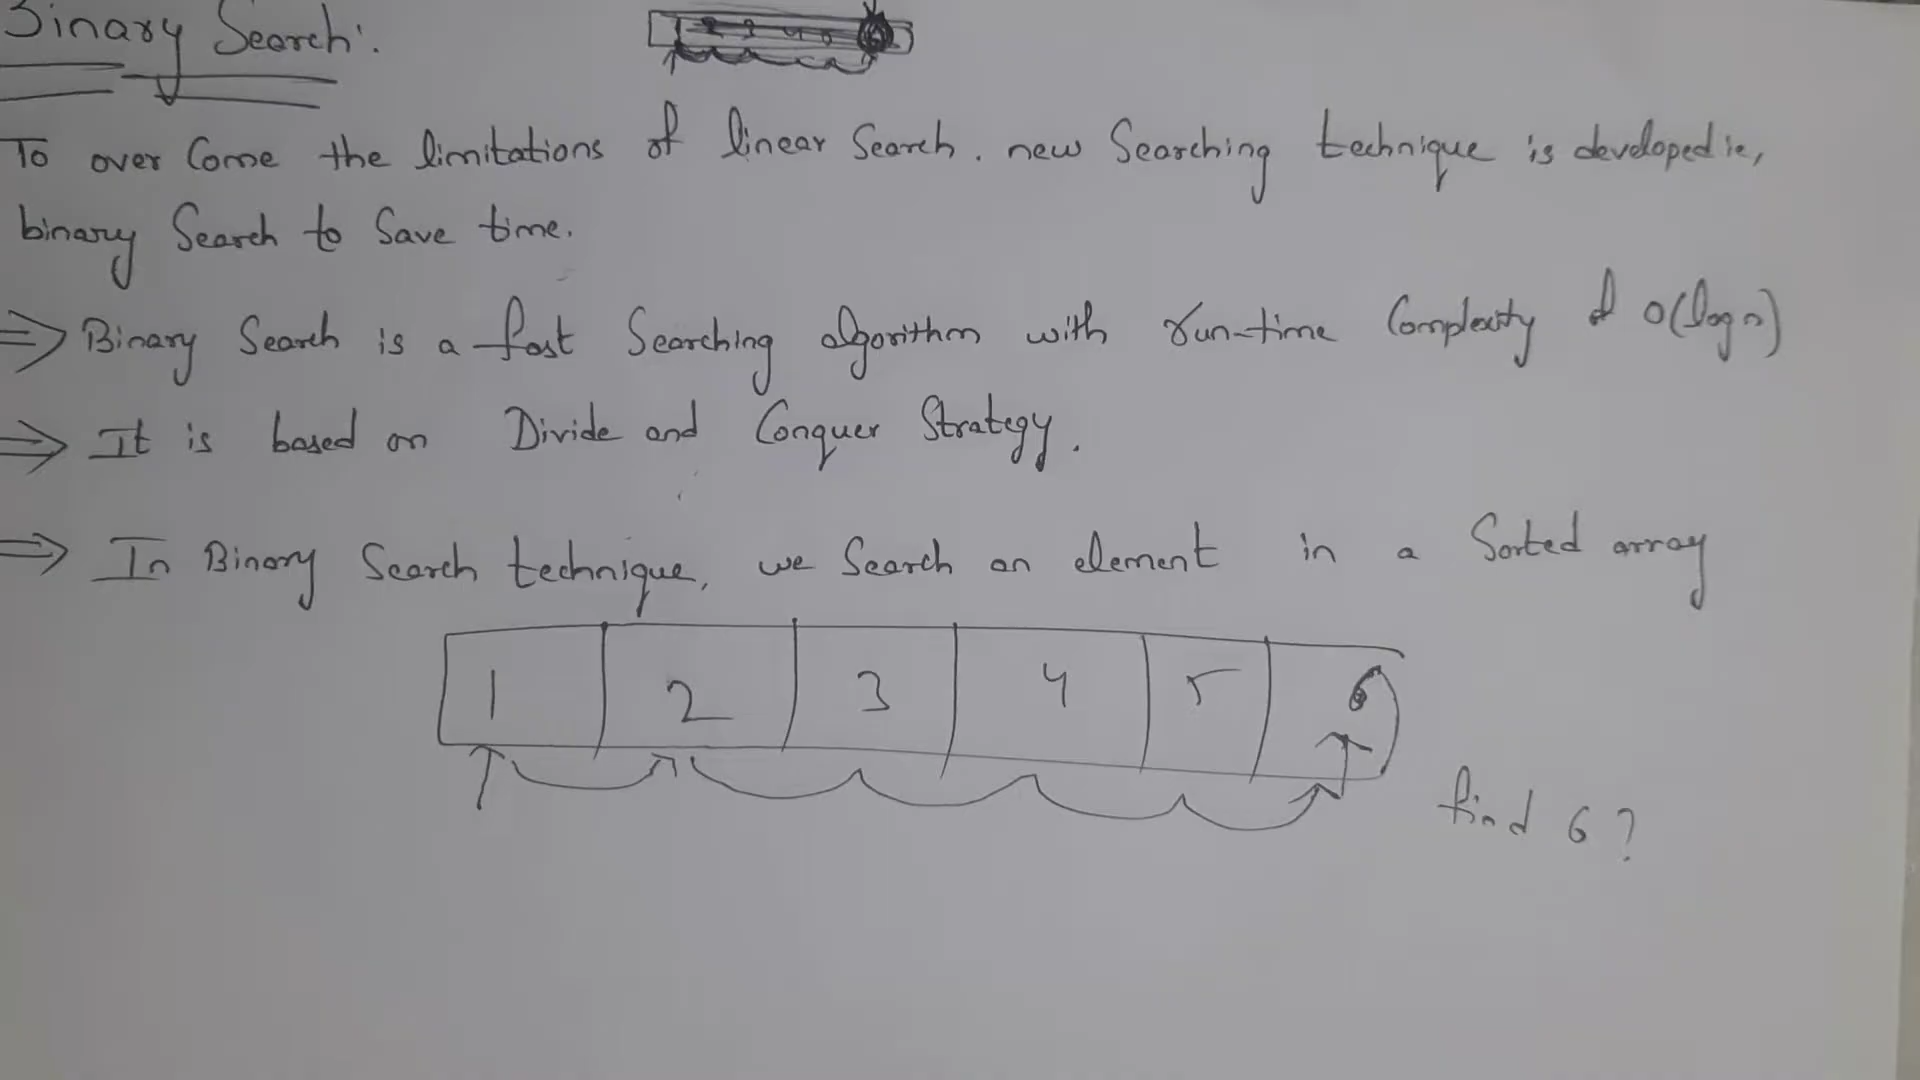 Binary Search:
To over Come the limitations of linear Search. new Searching technique is developed ie,
binary Search to Save time.
⇒ Binary Search is a fast Searching algorithm with run-time Complexity of O(log n)
⇒ It is based on Divide and Conquer Strategy.
⇒ In Binary Search technique, we Search an element in a Sorted array
1 2 3 4 5 6
find 6 ?